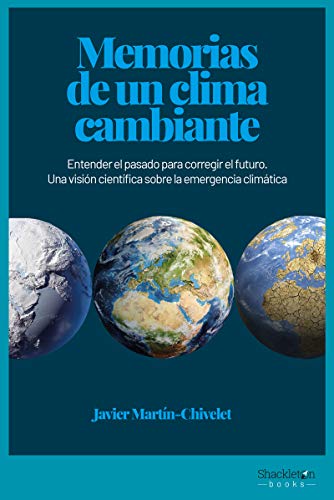 Memorias
de un clima
cambiante
Entender el pasado para corregir el futuro.
Una visión científica sobre la emergencia climática
Javier Martín-Chivelet
Shackleton
books